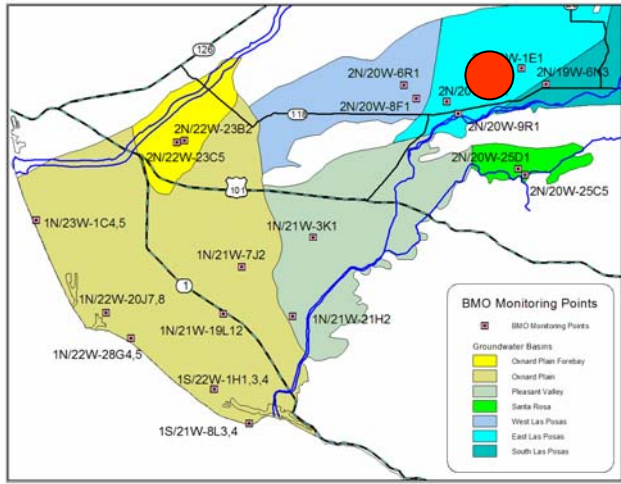 126
2N/20W-6R1
W-1E1
2N/19W-6N3
2N/20W-8F1
2N/20
118
2N/20W-9R1
2N/22W-23B2
2N/22W-23C5
2N/20W-25D1
2N/20W-25C5
101
1N/23W-1C4,5
1N/21W-3K1
1N/21W-7J2
1
1N/22W-20J7,8
1N/21W-19L12
1N/21W-21H2
1N/22W-28G4,5
1S/22W-1H1,3,4
1S/21W-8L3,4
BMO Monitoring Points
BMO Monitoring Points
Groundwater Basins
Oxnard Plain Forebay
Oxnard Plain
Pleasant Valley
Santa Rosa
West Las Posas
East Las Posas
South Las Posas